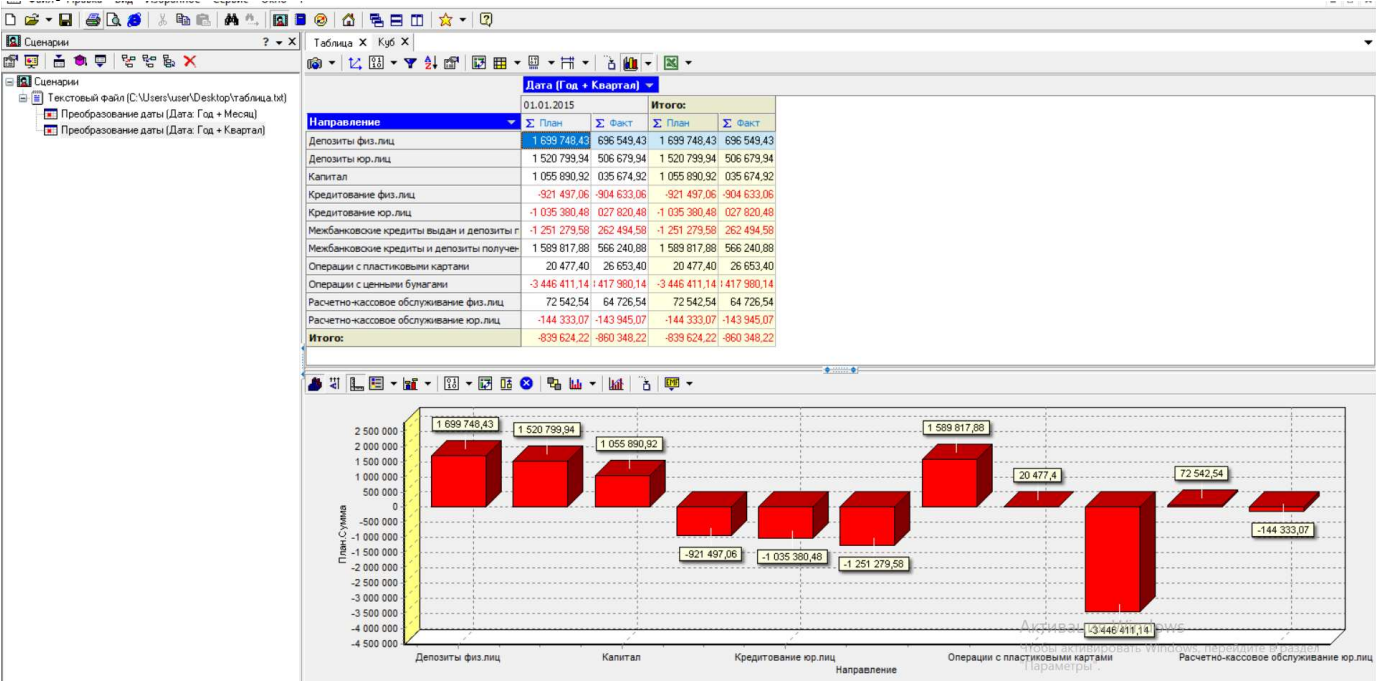 Сценарии
Таблица X Куб X
Сценарии
Текстовый файл (C:\Users\user\Desktop\таблица.txt)
Преобразование даты (Дата: Год + Месяц)
Преобразование даты (Дата: Год + Квартал)
Дата (Год + Квартал)
01.01.2015 Итого:
Направление Σ План Σ Факт Σ План Σ Факт
Депозиты физ.лиц 1 699 748,43 696 549,43 1 699 748,43 696 549,43
Депозиты юр.лиц 1 520 799,94 506 679,94 1 520 799,94 506 679,94
Капитал 1 055 890,92 035 674,92 1 055 890,92 035 674,92
Кредитование физ.лиц -921 497,06 -904 633,06 -921 497,06 -904 633,06
Кредитование юр.лиц -1 035 380,48 027 820,48 -1 035 380,48 027 820,48
Межбанковские кредиты выдан и депозиты г -1 251 279,58 262 494,58 -1 251 279,58 262 494,58
Межбанковские кредиты и депозиты получен 1 589 817,88 566 240,88 1 589 817,88 566 240,88
Операции с пластиковыми картами 20 477,40 26 653,40 20 477,40 26 653,40
Операции с ценными бумагами -3 446 411,14 417 980,14 -3 446 411,14 417 980,14
Расчетно-кассовое обслуживание физ.лиц 72 542,54 64 726,54 72 542,54 64 726,54
Расчетно-кассовое обслуживание юр.лиц -144 333,07 -143 945,07 -144 333,07 -143 945,07
Итого: -839 624,22 -860 348,22 -839 624,22 -860 348,22
План.Сумма
2 500 000
2 000 000
1 500 000
500 000
0
-500 000
-1 000 000
-1 500 000
-2 000 000
-2 500 000
-3 000 000
-3 500 000
-4 000 000
-4 500 000
1 699 748,43
1 520 799,94
1 055 890,92
-921 497,06
-1 035 380,48
-1 251 279,58
1 589 817,88
20 477,4
-3 446 411,14
72 542,54
-144 333,07
Депозиты физ.лиц Капитал Кредитование юр.лиц Операции с пластиковыми картами Расчетно-кассовое обслуживание юр.лиц
Направление
Чтобы активировать Windows, перейдите в раздел
"Параметры".